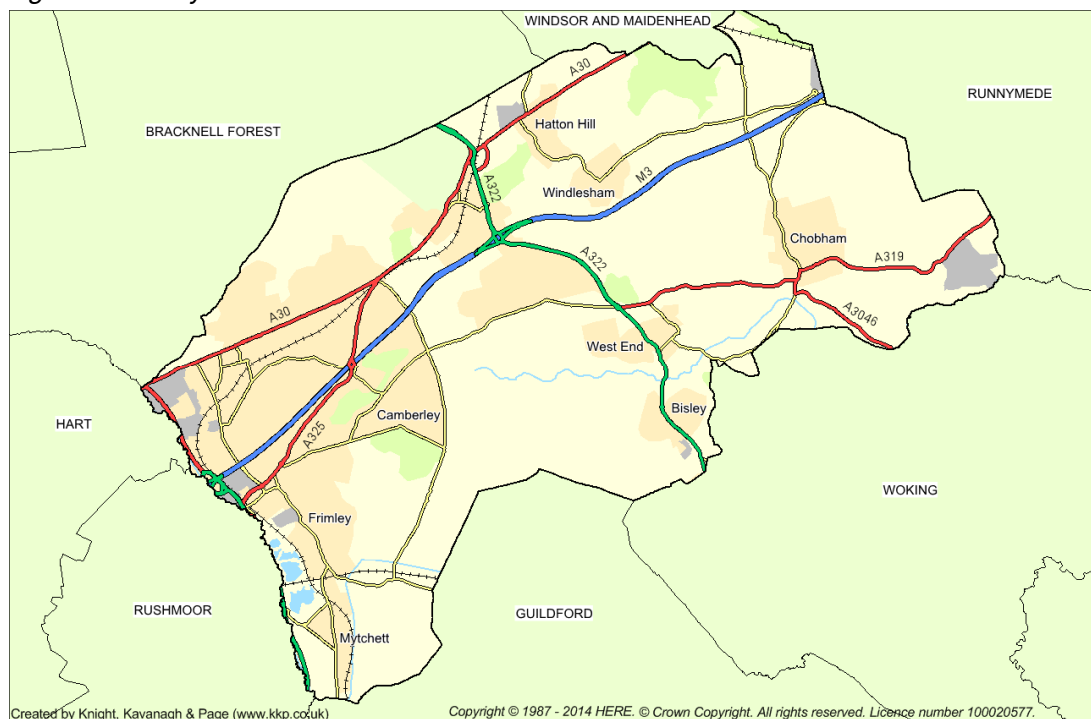 WINDSOR AND MAIDENHEAD
A30
RUNNYMEDE
BRACKNELL FOREST
Hatton Hill
A322
Windlesham
M3
Chobham
A322
A319
A30
A3046
West End
HART
Camberley
Bisley
A325
WOKING
Frimley
RUSHMOOR
GUILDFORD
Mytchett
Created by Knight, Kavanagh & Page (www.kkp.co.uk)
Copyright © 1987 - 2014 HERE. © Crown Copyright. All rights reserved. Licence number 100020577.